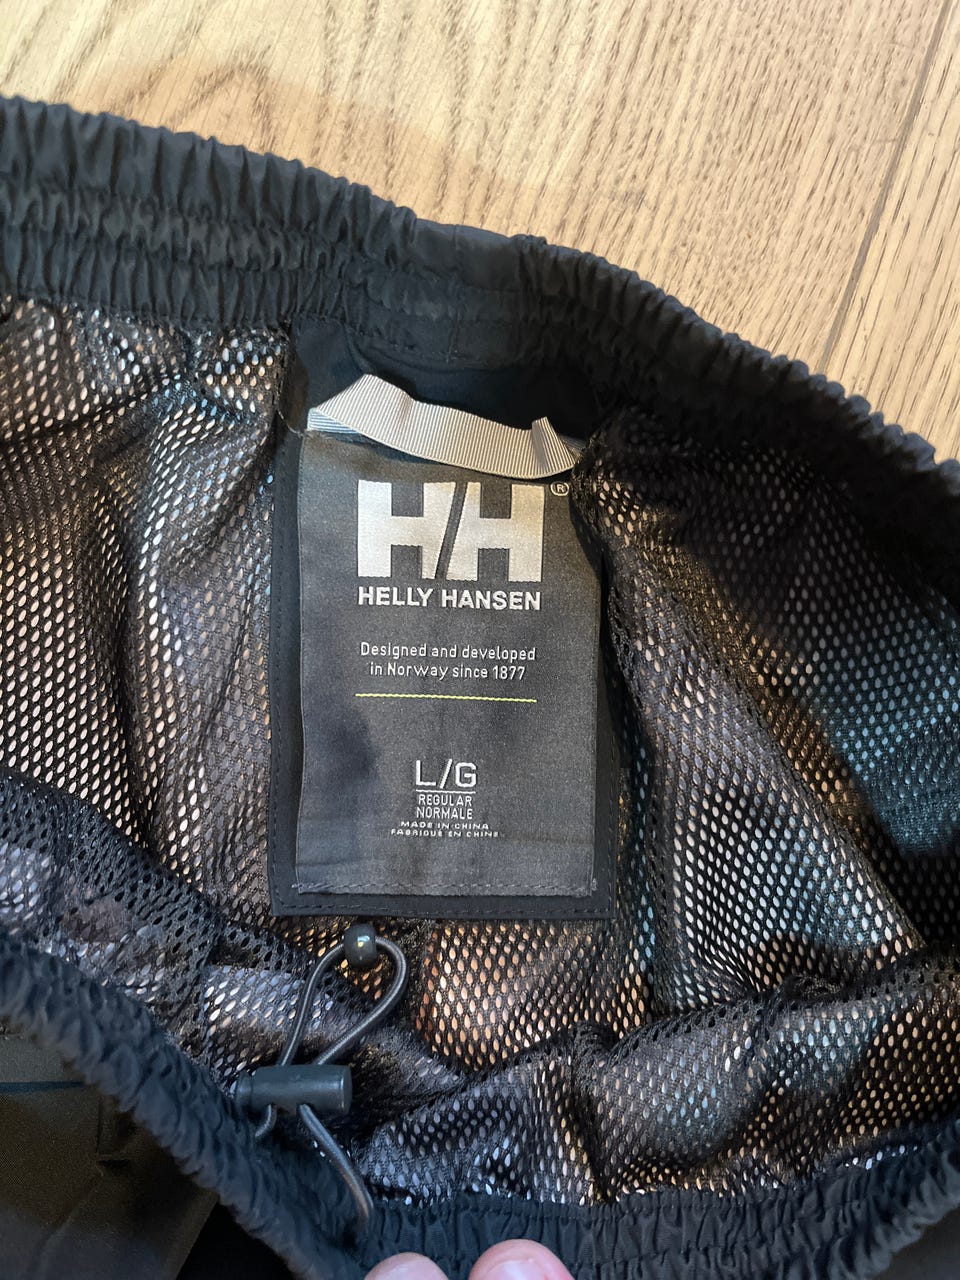 H/H ®
HELLY HANSEN
Designed and developed
in Norway since 1877
L/G
REGULAR
NORMALE
MADE IN CHINA
FABRIQUÉ EN CHINE